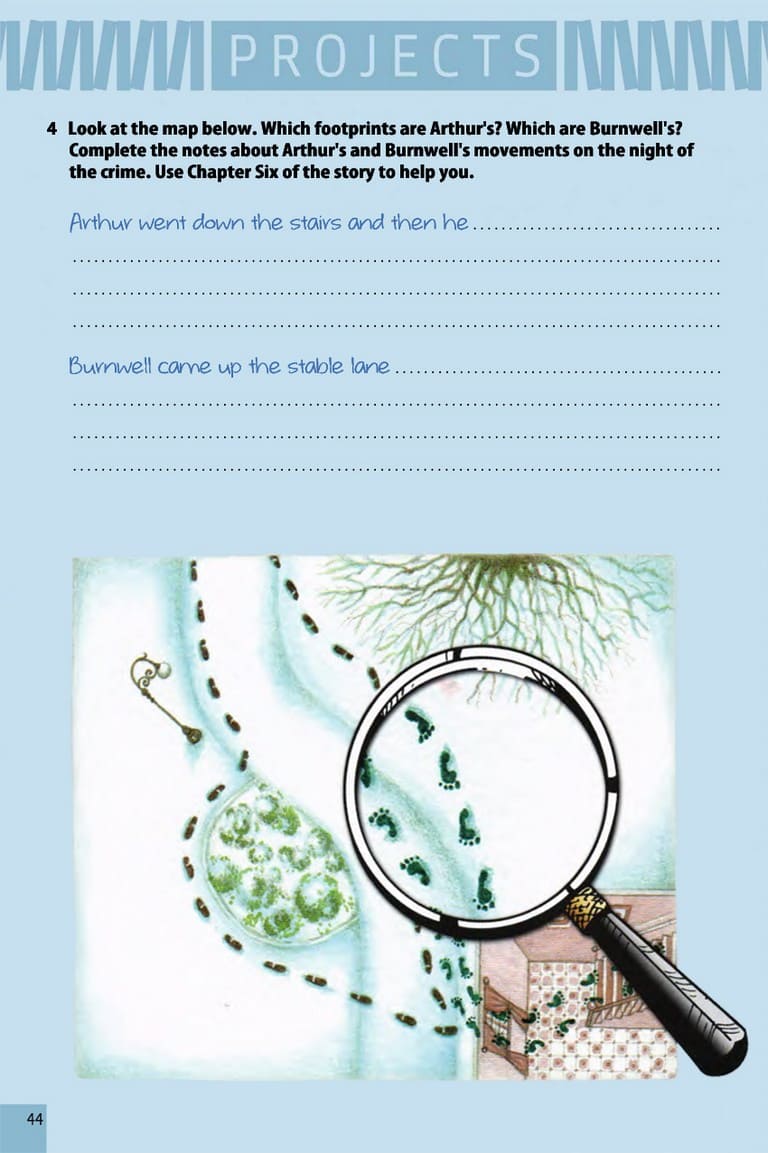 PROJECTS
4 Look at the map below. Which footprints are Arthur's? Which are Burnwell's?
Complete the notes about Arthur's and Burnwell's movements on the night of
the crime. Use Chapter Six of the story to help you.
Arthur went down the stairs and then he
Burnwell came up the stable lane
44